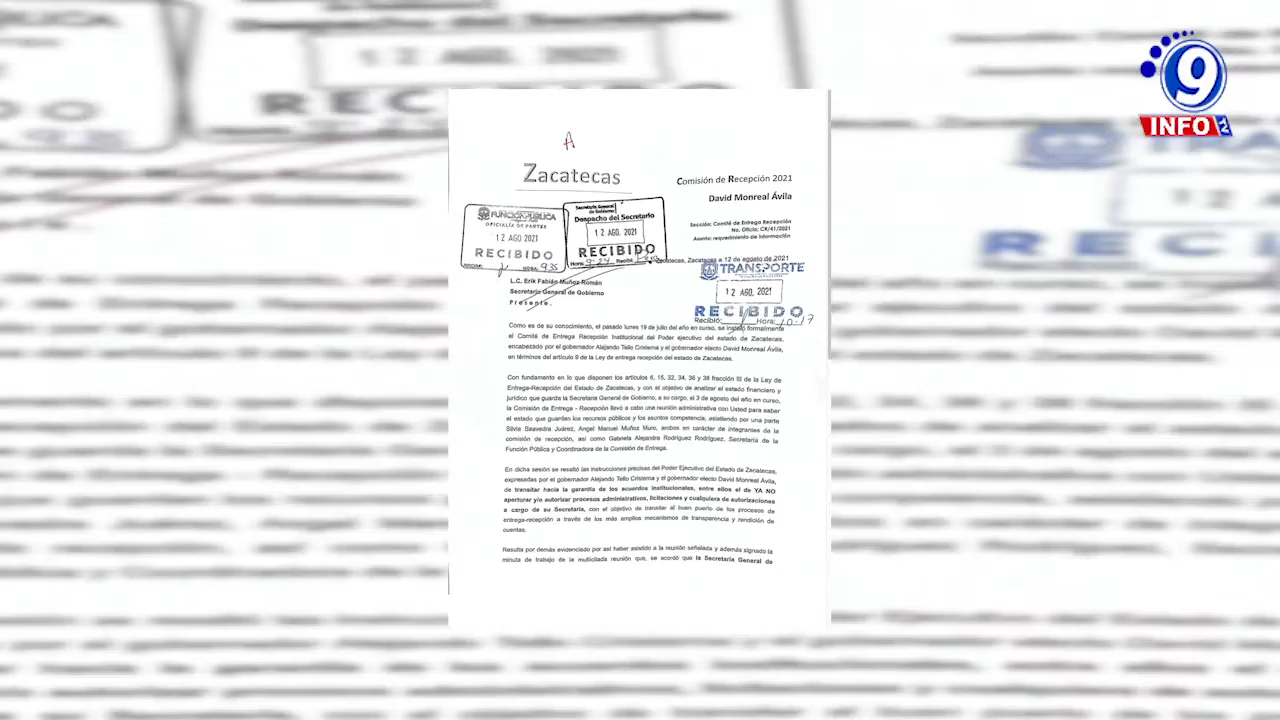 9
INFO
A
Zacatecas
Comisión de Recepción 2021
David Monreal Ávila
Sección: Comité de Entrega Recepción
No. Oficio; CR/41/2021
Asunto: requerimiento de información
Zacatecas, Zacatecas a 12 de agosto de 2021
FUNCIÓN PÚBLICA
OFICIALÍA DE PARTES
12 AGO 2021
RECIBIDO
HORA: 935
Secretaría General
de Gobierno
Despacho del Secretario
12 AGO. 2021
RECIBIDO
Hora 9:24 Recibí
TRANSPORTE
12 AGO. 2021
RECIBIDO
Recibió: Hora: 10:17
L.C. Erik Fabián Muñoz Román
Secretario General de Gobierno
Presente.
Como es de su conocimiento, el pasado lunes 19 de julio del año en curso, se instaló formalmente
el Comité de Entrega Recepción Institucional del Poder ejecutivo del estado de Zacatecas,
encabezado por el gobernador Alejando Tello Cristerna y el gobernador electo David Monreal Ávila,
en términos del artículo 9 de la Ley de entrega recepción del estado de Zacatecas.
Con fundamento en lo que disponen los artículos 6, 15, 32, 34, 36 y 38 fracción III de la Ley de
Entrega-Recepción del Estado de Zacatecas, y con el objetivo de analizar el estado financiero y
jurídico que guarda la Secretaria General de Gobierno, a su cargo, el 3 de agosto del año en curso,
la Comisión de Entrega - Recepción llevó a cabo una reunión administrativa con Usted para saber
el estado que guardan los recursos públicos y los asuntos competencia, asistiendo por una parte
Silvia Saavedra Juárez, Angel Manuel Muñoz Muro, ambos en carácter de integrantes de la
comisión de recepción, así como Gabriela Alejandra Rodríguez Rodríguez, Secretaria de la
Función Pública y Coordinadora de la Comisión de Entrega.
En dicha sesión se resaltó las instrucciones precisas del Poder Ejecutivo del Estado de Zacatecas,
expresadas por el gobernador Alejando Tello Cristerna y el gobernador electo David Monreal Ávila,
de transitar hacia la garantía de los acuerdos institucionales, entre ellos el de YA NO
aperturar y/o autorizar procesos administrativos, licitaciones y cualquiera de autorizaciones
a cargo de su Secretaría, con el objetivo de transitar al buen puerto de los procesos de
entrega-recepción a través de los más amplios mecanismos de transparencia y rendición de
cuentas.
Resulta por demás evidenciado por así haber asistido a la reunión señalada y además signado la
minuta de trabajo de la multicitada reunión que, se acordó que la Secretaría General de